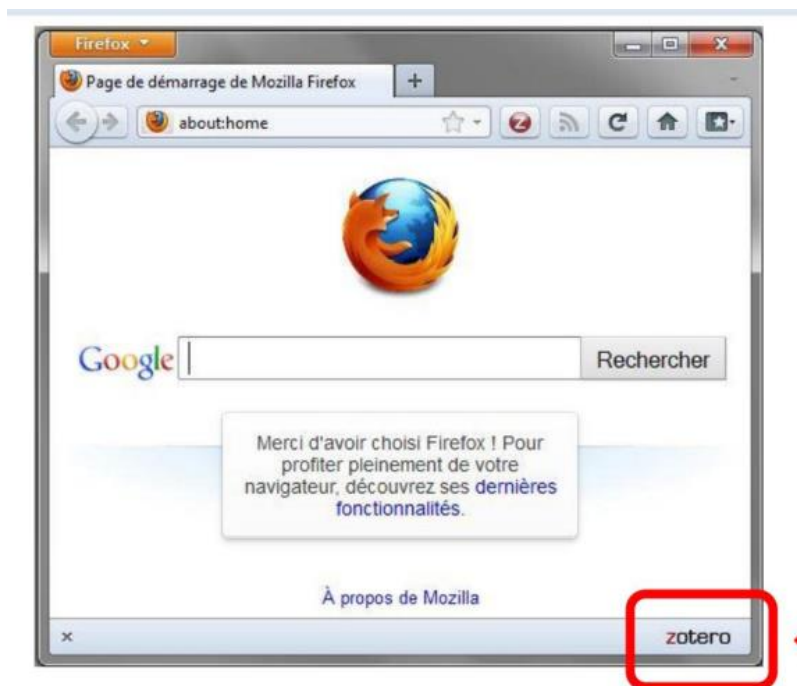 Firefox
Page de démarrage de Mozilla Firefox
about:home
Google
Rechercher
Merci d'avoir choisi Firefox ! Pour
profiter pleinement de votre
navigateur, découvrez ses dernières
fonctionnalités.
À propos de Mozilla
zotero